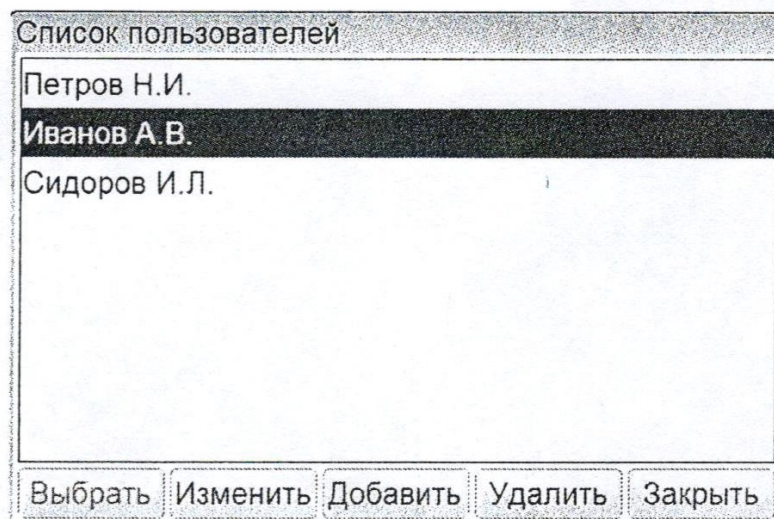 Список пользователей
Петров Н.И.
Иванов А.В.
Сидоров И.Л.
Выбрать Изменить Добавить Удалить Закрыть